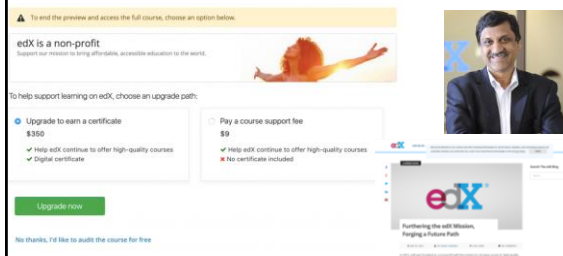 To end the preview and access the full course, choose an option below.
edX is a non-profit
Support our mission to bring affordable, accessible education to the world.
To help support learning on edX, choose an upgrade path:
Upgrade to earn a certificate
$350
✔ Help edX continue to offer high-quality courses
✔ Digital certificate
Pay a course support fee
$9
✔ Help edX continue to offer high-quality courses
✖ No certificate included
Upgrade now
No thanks, I'd like to audit the course for free
edX
edX
Furthering the edX Mission,
Forging a Future Path